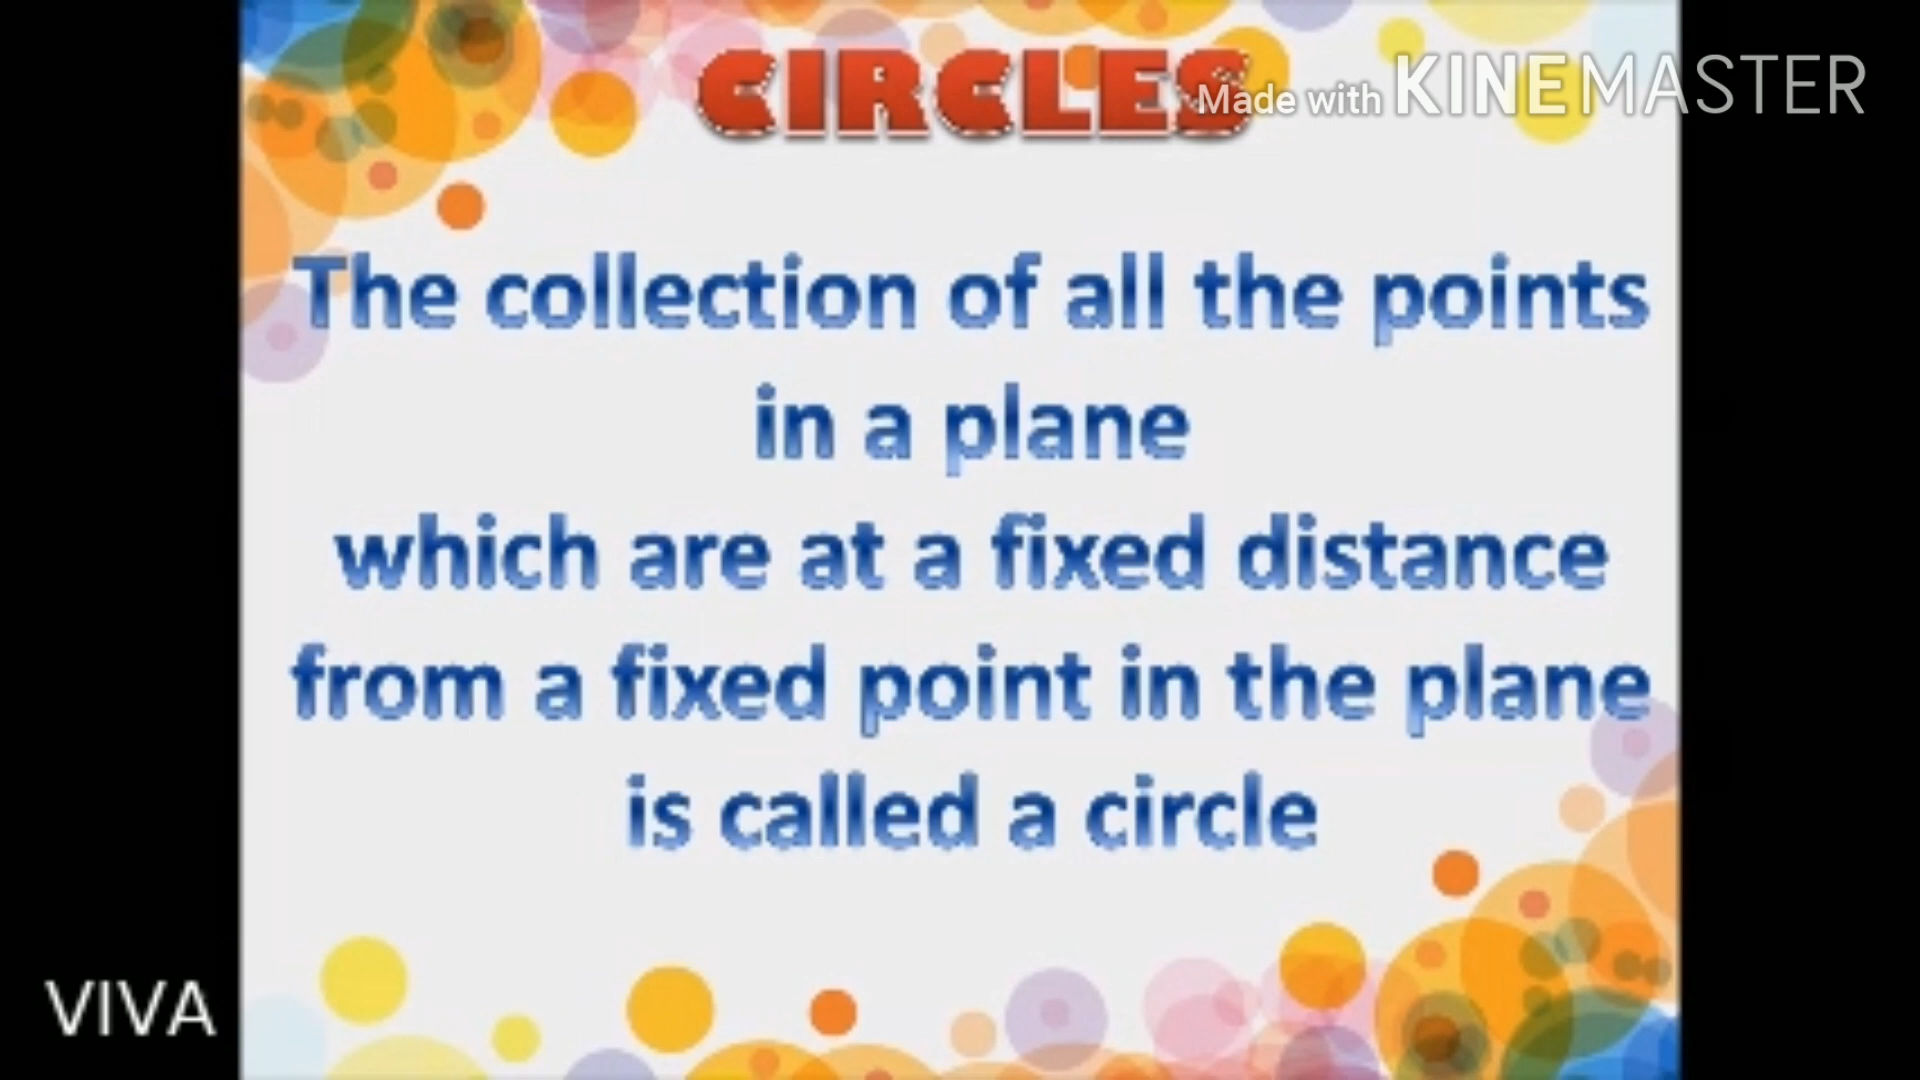 CIRCLES
Made with KINEMASTER
The collection of all the points
in a plane
which are at a fixed distance
from a fixed point in the plane
is called a circle
VIVA